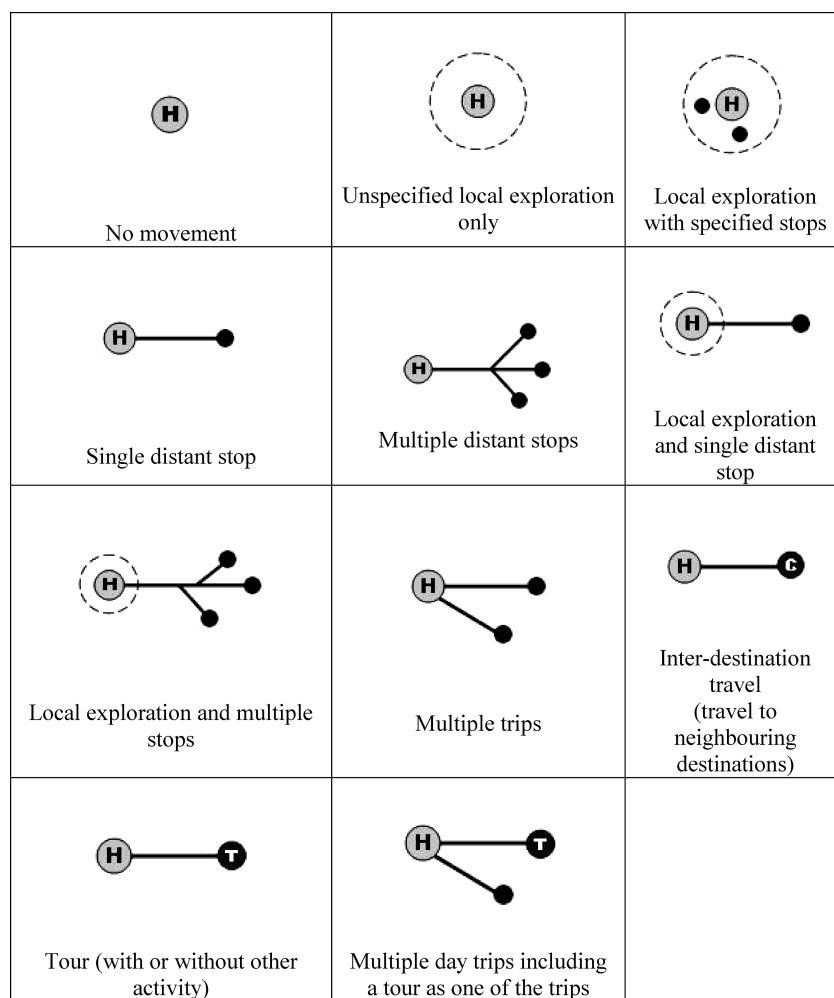 H
No movement
H
Unspecified local exploration
only
H
Local exploration
with specified stops
H
Single distant stop
H
Multiple distant stops
H
Local exploration
and single distant
stop
H
Local exploration and multiple
stops
H
Multiple trips
H C
Inter-destination
travel
(travel to
neighbouring
destinations)
H T
Tour (with or without other
activity)
H T
Multiple day trips including
a tour as one of the trips